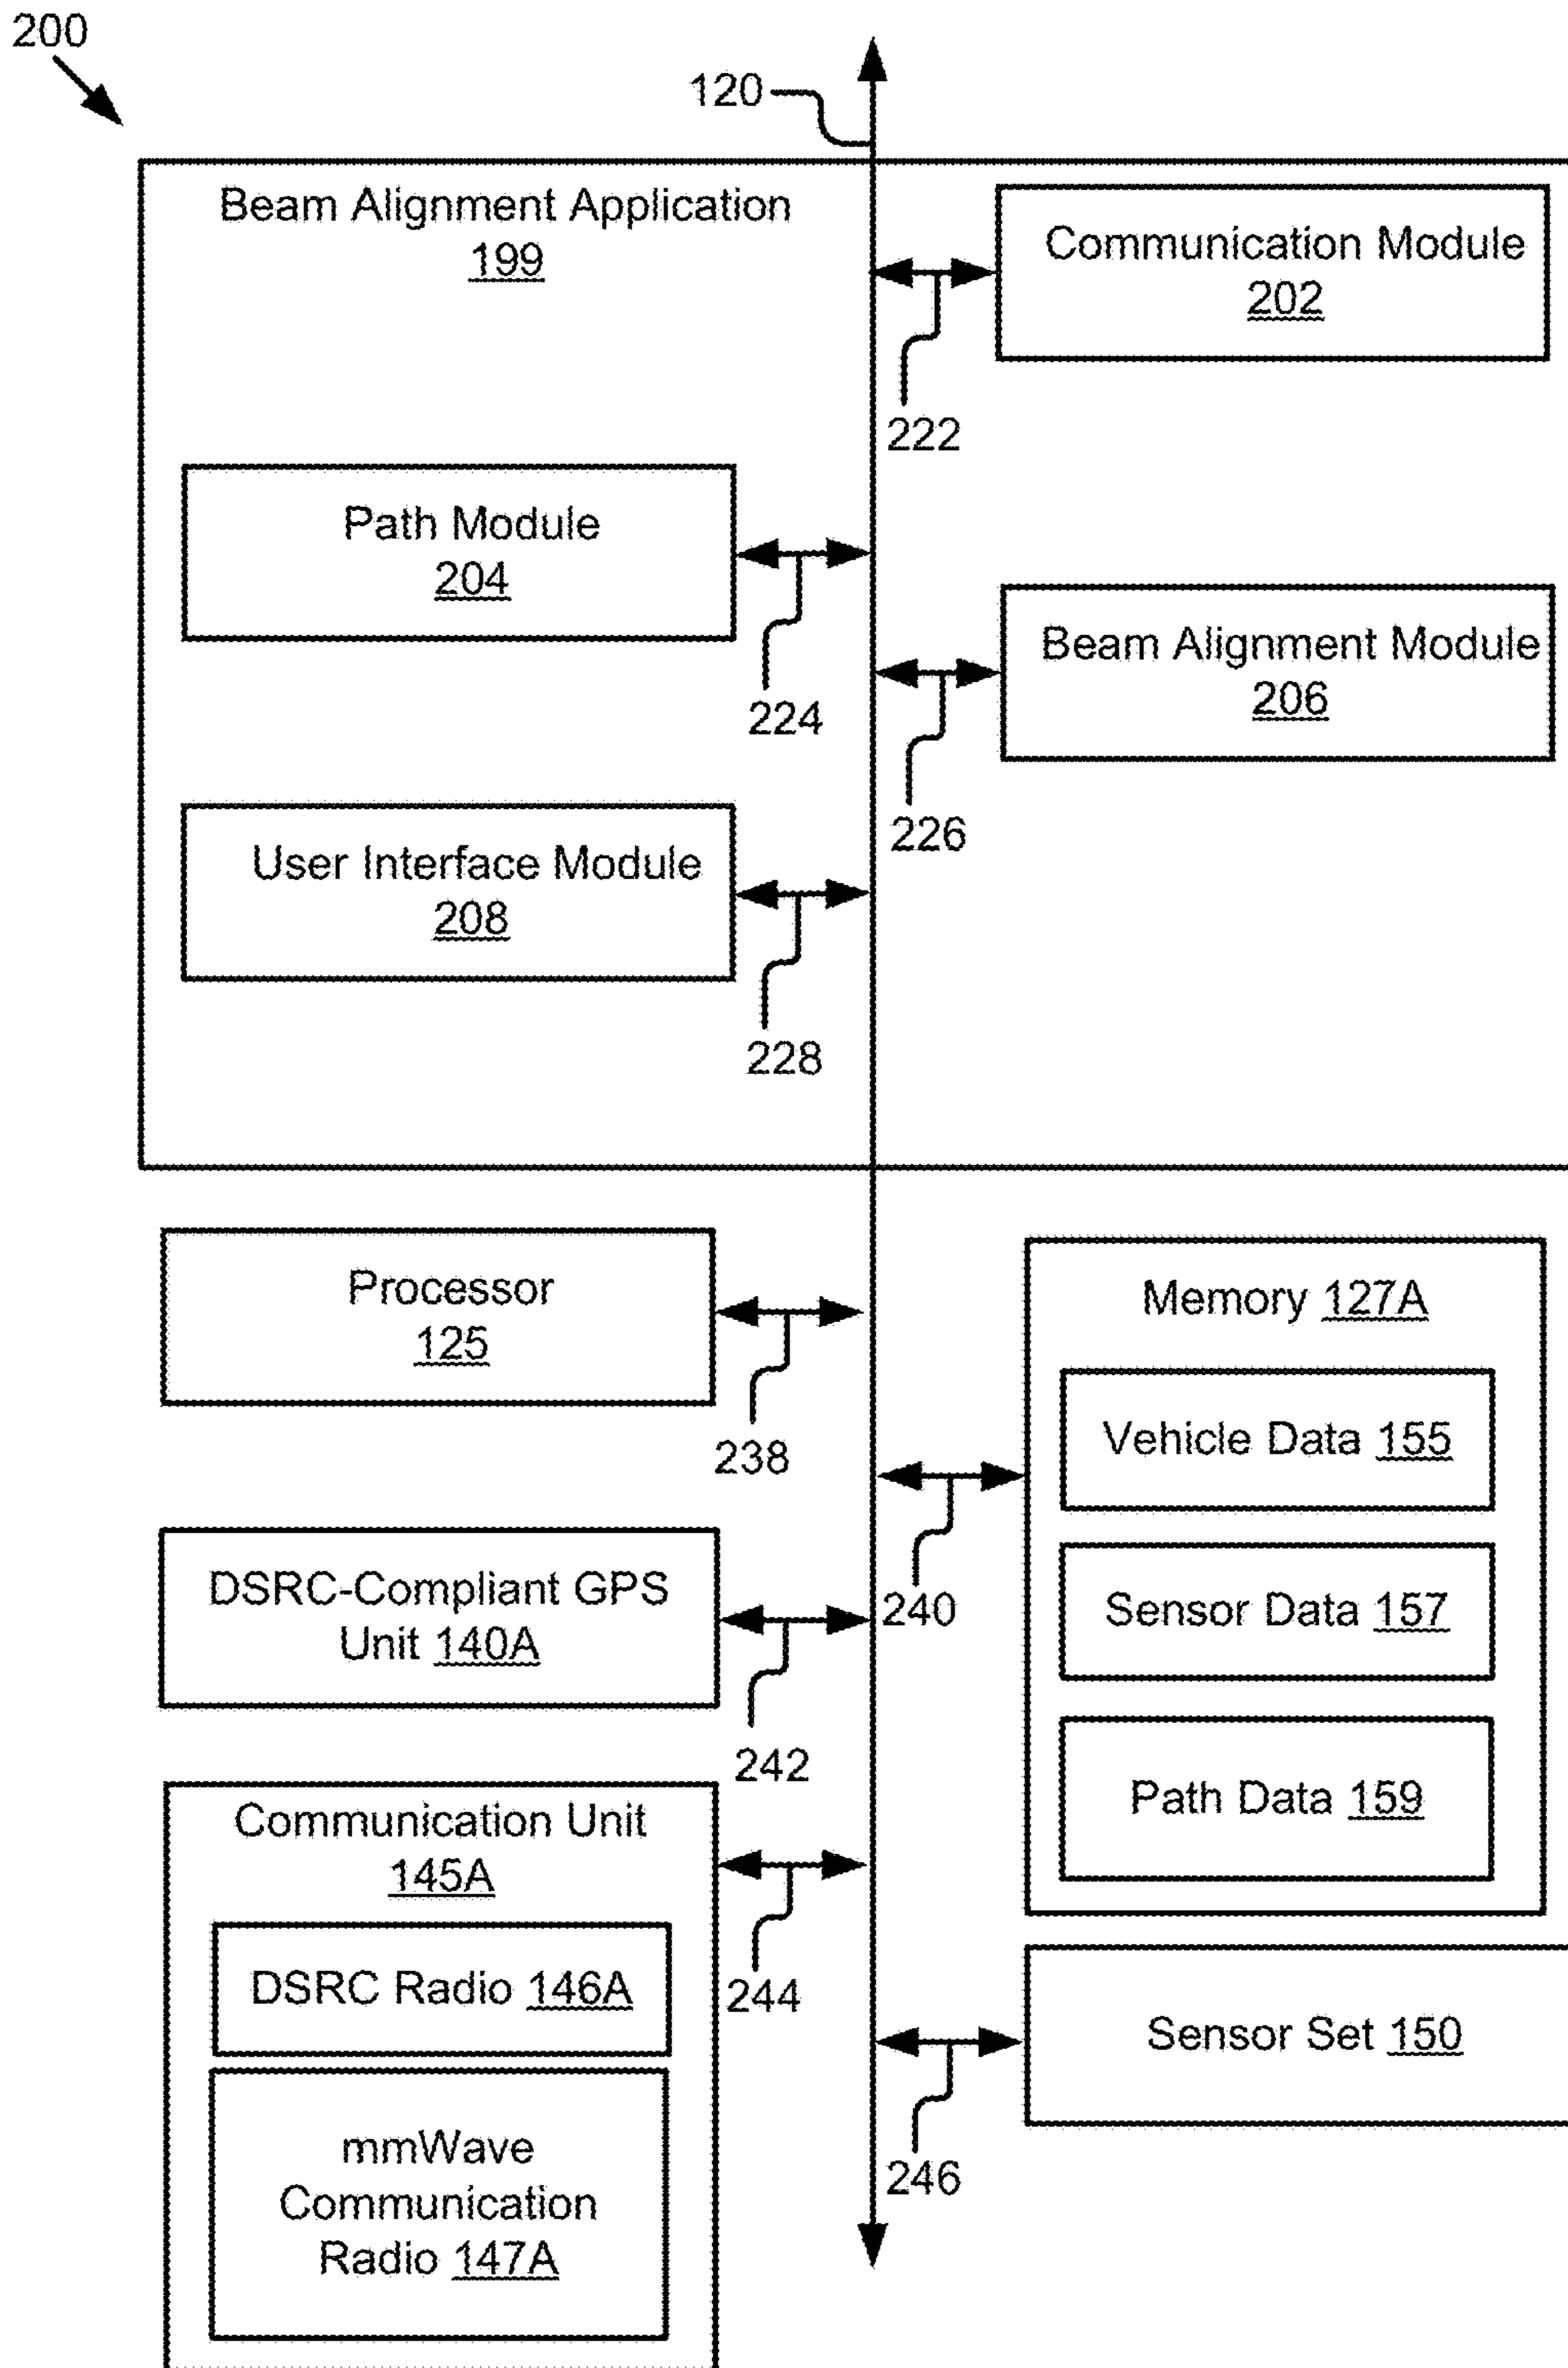 200
120
Beam Alignment Application
199
Communication Module
202
222
Path Module
204
224
Beam Alignment Module
206
226
User Interface Module
208
228
Processor
125
238
Memory 127A
Vehicle Data 155
240
Sensor Data 157
Path Data 159
DSRC-Compliant GPS
Unit 140A
242
Communication Unit
145A
244
DSRC Radio 146A
mmWave
Communication
Radio 147A
Sensor Set 150
246